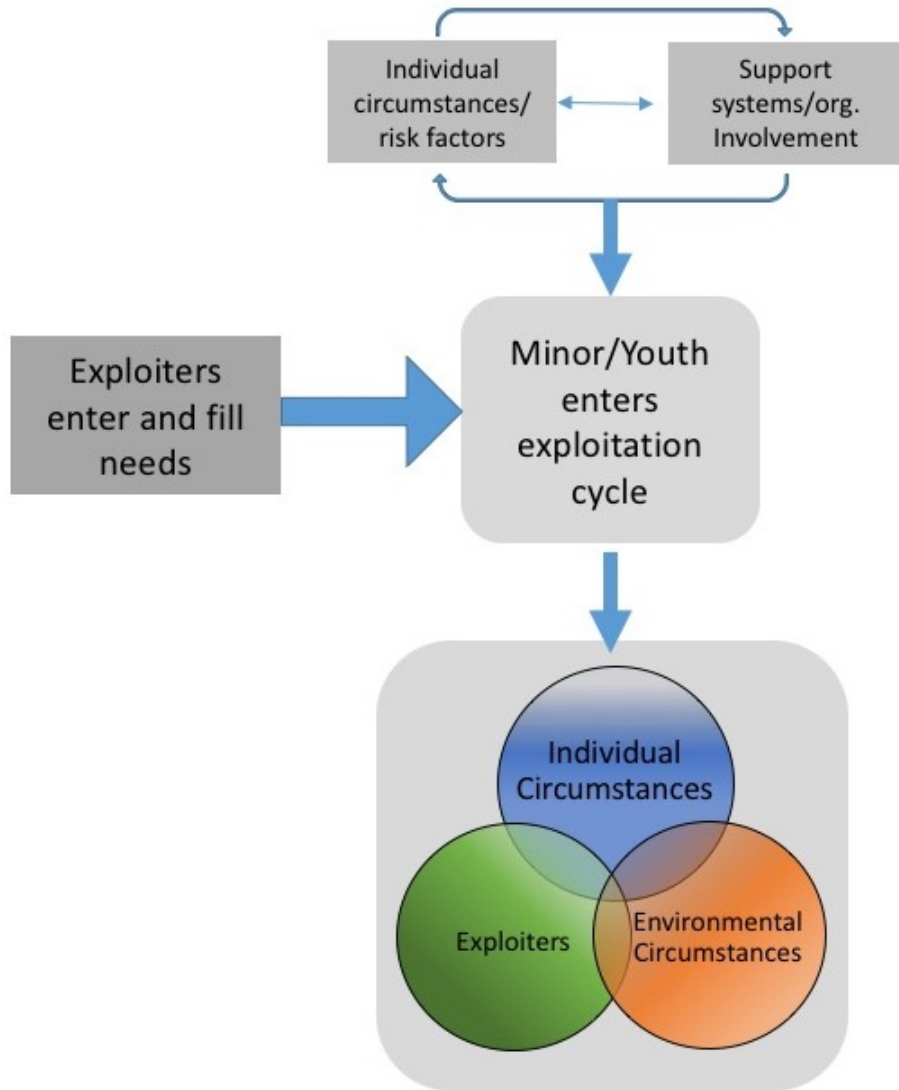 Individual
circumstances/
risk factors
Support
systems/org.
Involvement
Exploiters
enter and fill
needs
Minor/Youth
enters
exploitation
cycle
Individual
Circumstances
Exploiters
Environmental
Circumstances